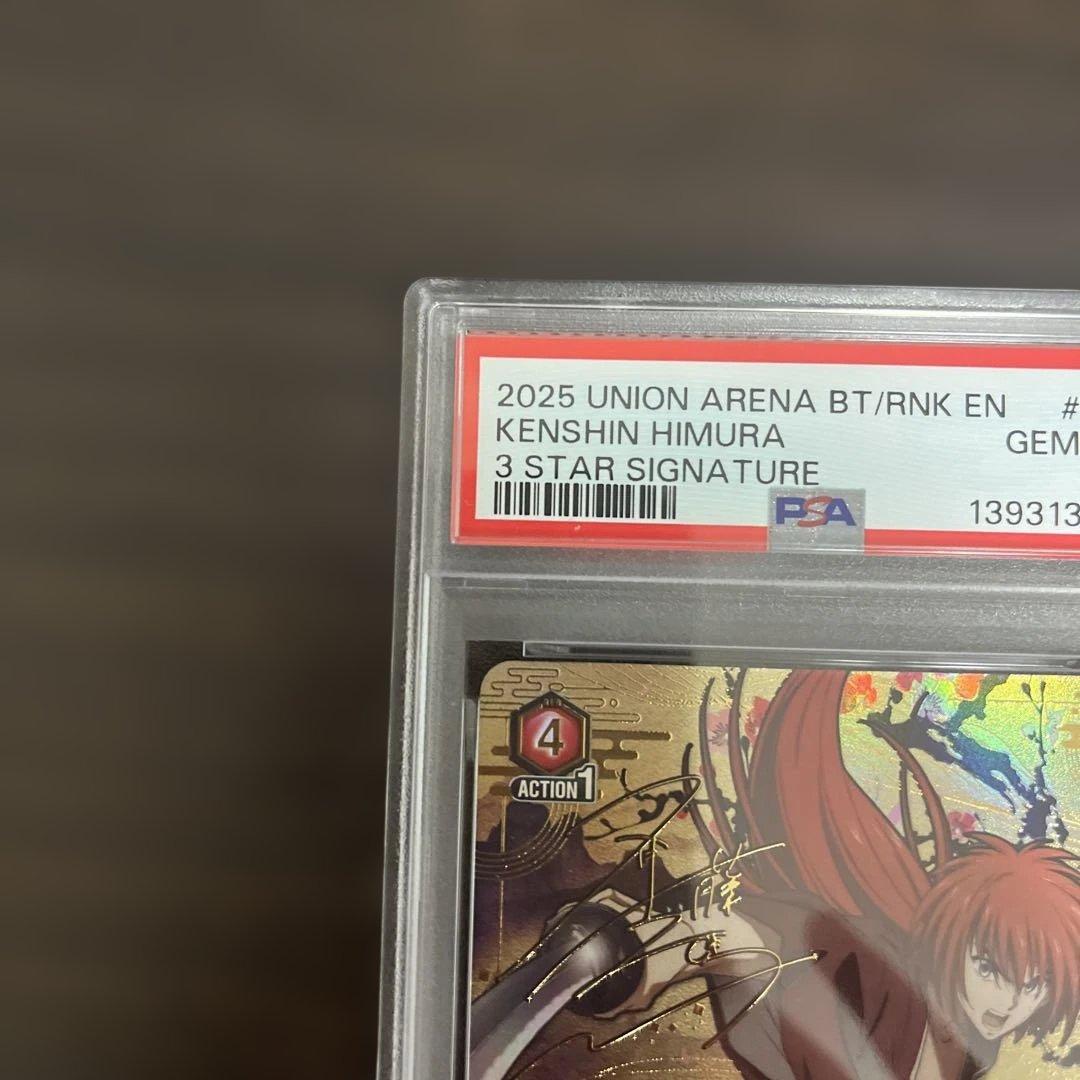 2025 UNION ARENA BT/RNK EN #
KENSHIN HIMURA GEM
3 STAR SIGNATURE
PSA 139313
4
ACTION 1